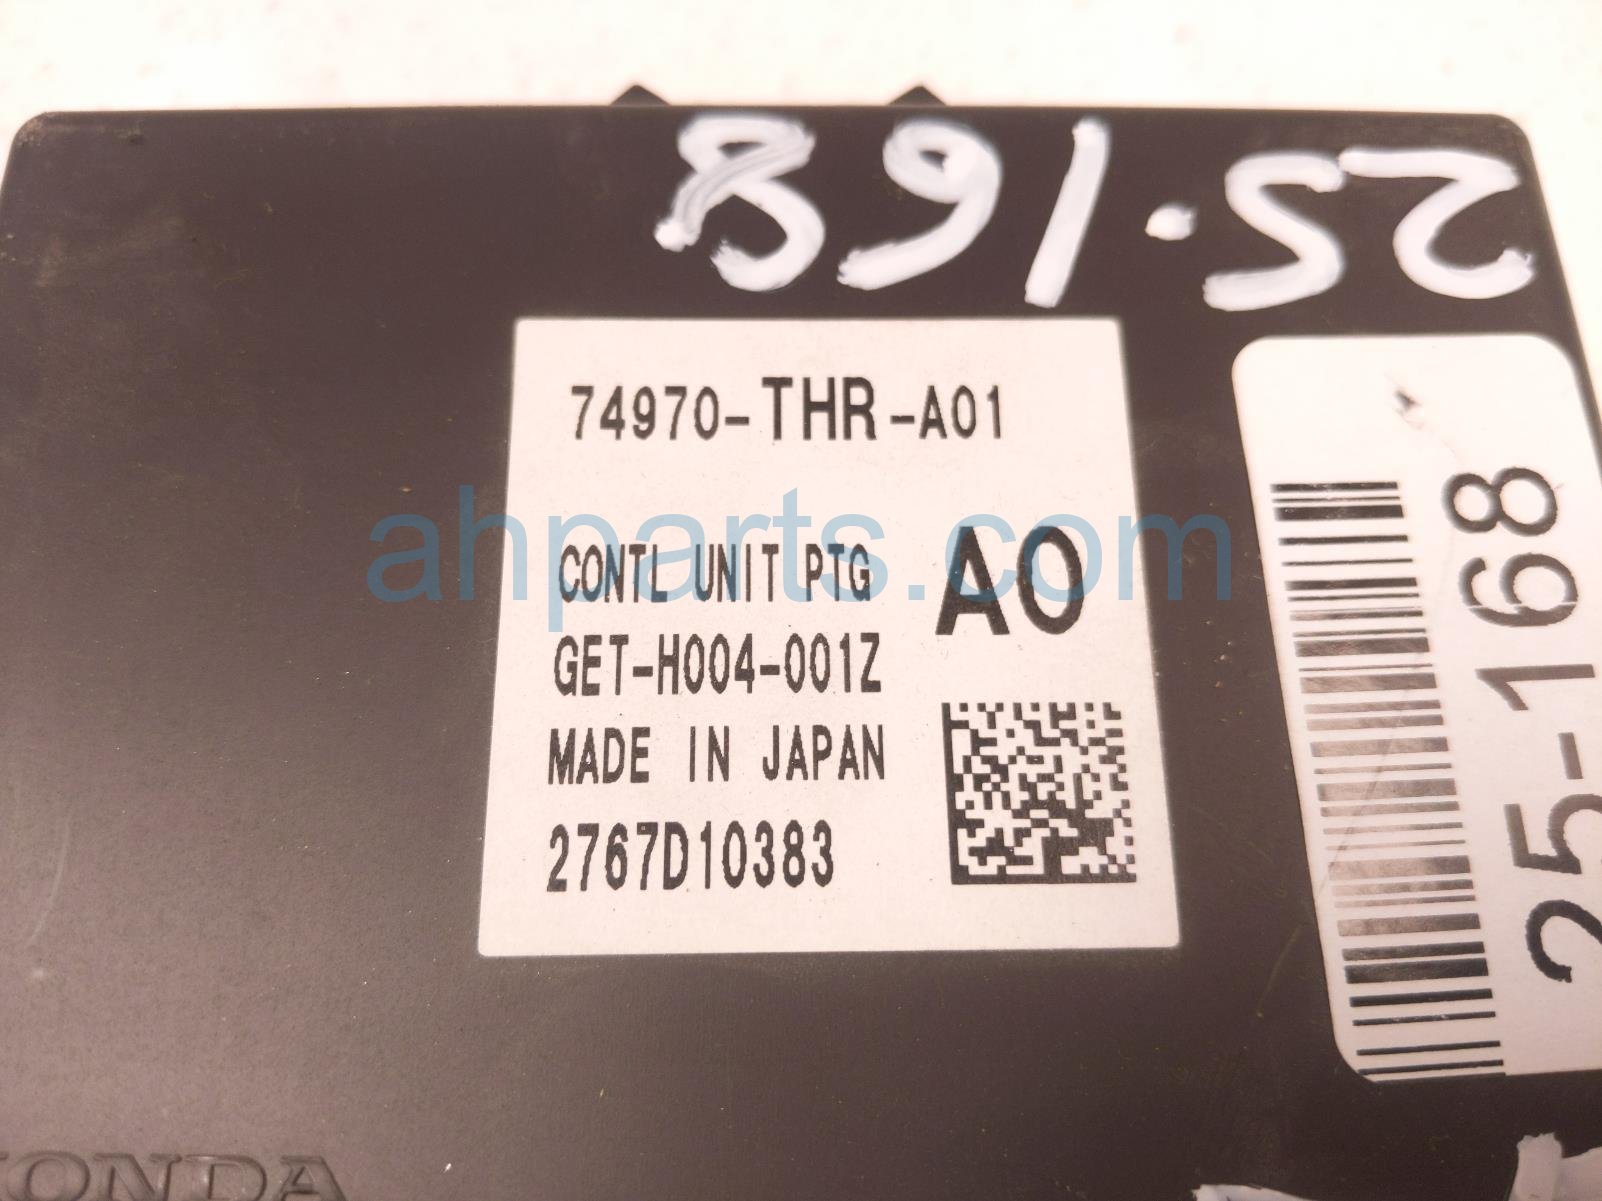 25·168
74970-THR-A01
CONTL UNIT PTG
A0
GET-H004-001Z
MADE IN JAPAN
2767D10383
25-168
ahparts.com
HONDA